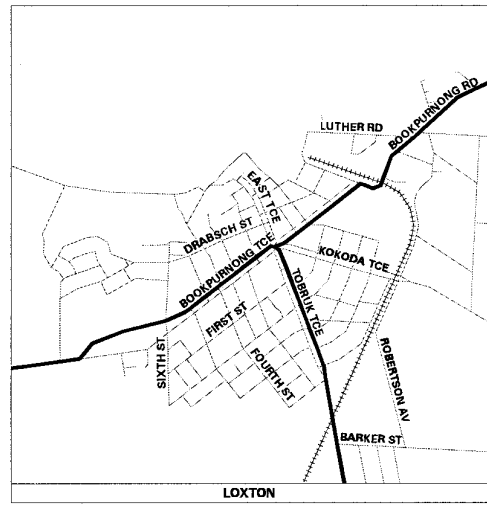 BOOKPURNONG RD
LUTHER RD
EAST TCE
DRABSCH ST
BOOKPURNONG TCE
KOKODA TCE
TOBRUK TCE
FIRST ST
SIXTH ST
FOURTH ST
ROBERTSON AV
BARKER ST
LOXTON